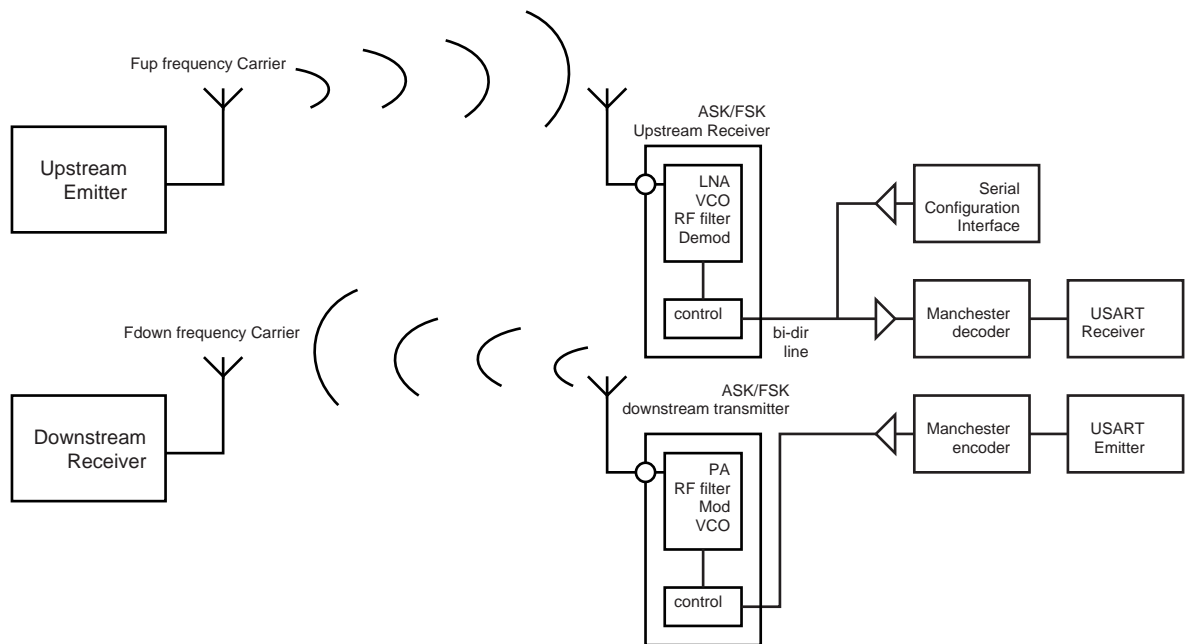 Fup frequency Carrier
Upstream
Emitter
ASK/FSK
Upstream Receiver
LNA
VCO
RF filter
Demod
control
bi-dir
line
Serial
Configuration
Interface
Manchester
decoder
USART
Receiver
Fdown frequency Carrier
Downstream
Receiver
ASK/FSK
downstream transmitter
PA
RF filter
Mod
VCO
control
Manchester
encoder
USART
Emitter